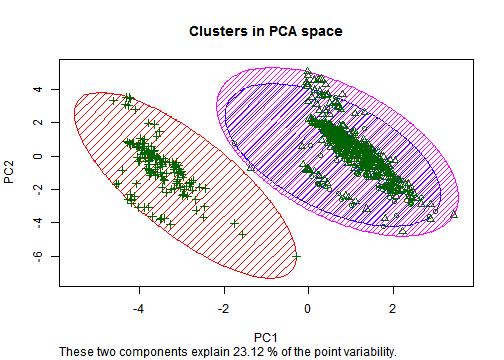 Clusters in PCA space
PC2
4
2
0
-2
-4
-6
-4
-2
0
2
PC1
These two components explain 23.12 % of the point variability.